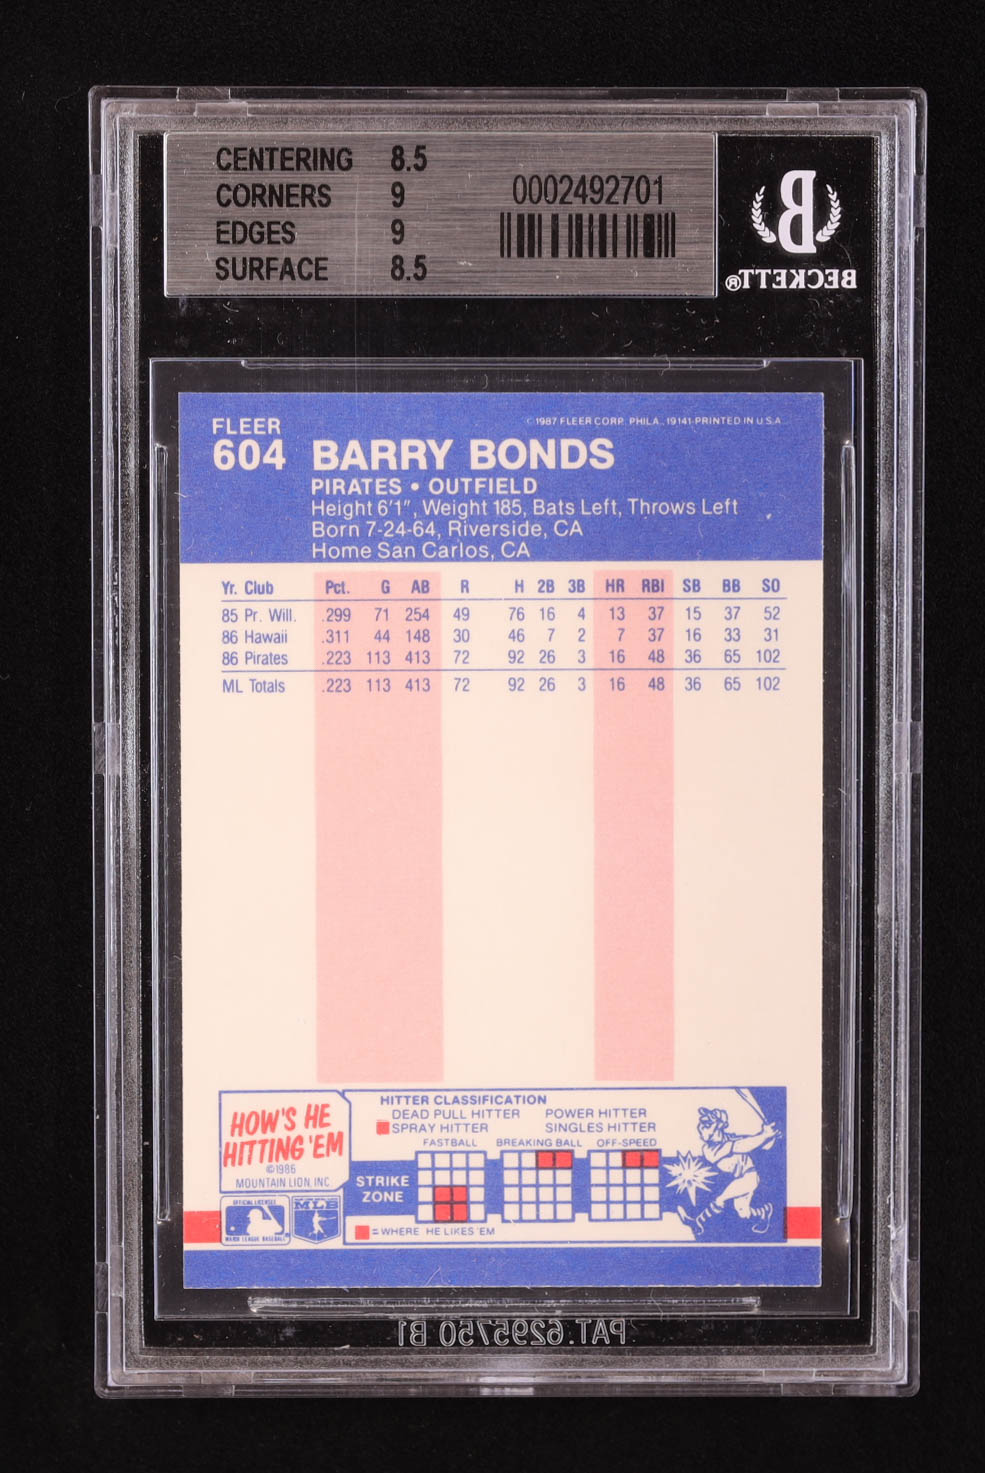 CENTERING 8.5
CORNERS 9
EDGES 9
SURFACE 8.5
0002492701
BECKETT®
B
FLEER
604
© 1987 FLEER CORP. PHILA., 19141-PRINTED IN U.S.A.
BARRY BONDS
PIRATES • OUTFIELD
Height 6'1", Weight 185, Bats Left, Throws Left
Born 7-24-64, Riverside, CA
Home San Carlos, CA
Yr. Club Pct. G AB R H 2B 3B HR RBI SB BB SO
85 Pr. Will. .299 71 254 49 76 16 4 13 37 15 37 52
86 Hawaii .311 44 148 30 46 7 2 7 37 16 33 31
86 Pirates .223 113 413 72 92 26 3 16 48 36 65 102
ML Totals .223 113 413 72 92 26 3 16 48 36 65 102
HOW'S HE
HITTING 'EM
©1986
MOUNTAIN LION, INC
HITTER CLASSIFICATION
DEAD PULL HITTER POWER HITTER
SPRAY HITTER SINGLES HITTER
FASTBALL BREAKING BALL OFF-SPEED
STRIKE
ZONE
= WHERE HE LIKES 'EM
OFFICIAL LICENSEE
MAJOR LEAGUE BASEBALL
MLB
PAT.6295750 B1